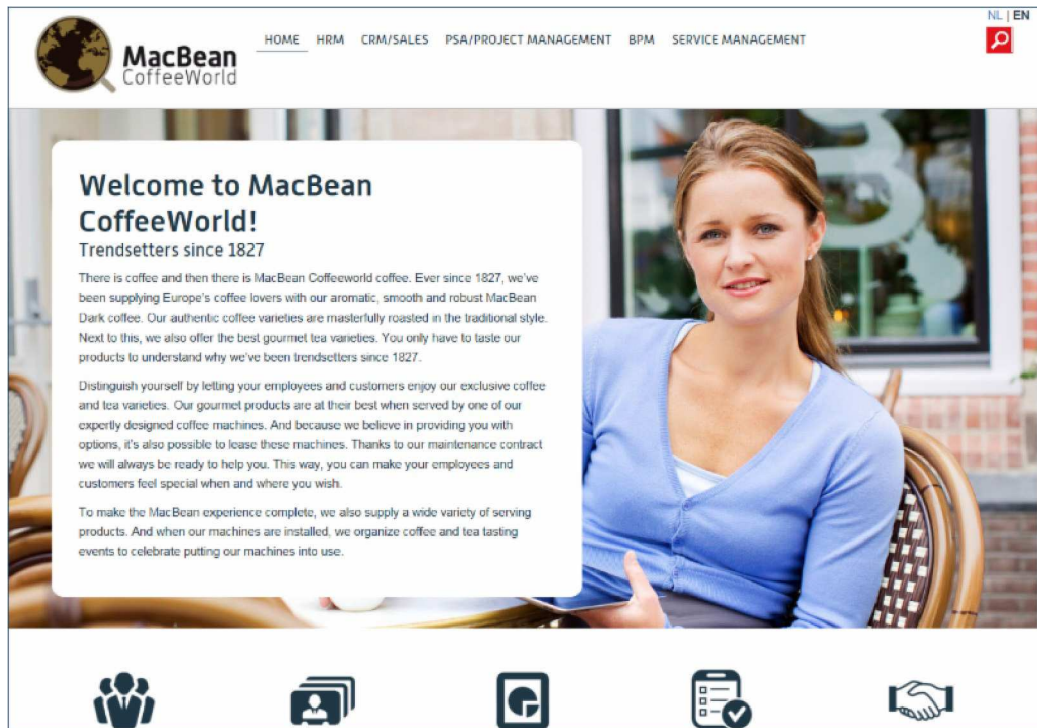 NL | EN
MacBean
CoffeeWorld
HOME HRM CRM/SALES PSA/PROJECT MANAGEMENT BPM SERVICE MANAGEMENT
Welcome to MacBean
CoffeeWorld!
Trendsetters since 1827
There is coffee and then there is MacBean Coffeeworld coffee. Ever since 1827, we've
been supplying Europe's coffee lovers with our aromatic, smooth and robust MacBean
Dark coffee. Our authentic coffee varieties are masterfully roasted in the traditional style.
Next to this, we also offer the best gourmet tea varieties. You only have to taste our
products to understand why we've been trendsetters since 1827.
Distinguish yourself by letting your employees and customers enjoy our exclusive coffee
and tea varieties. Our gourmet products are at their best when served by one of our
expertly designed coffee machines. And because we believe in providing you with
options, it's also possible to lease these machines. Thanks to our maintenance contract
we will always be ready to help you. This way, you can make your employees and
customers feel special when and where you wish.
To make the MacBean experience complete, we also supply a wide variety of serving
products. And when our machines are installed, we organize coffee and tea tasting
events to celebrate putting our machines into use.